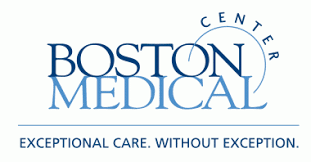 BOSTON
MEDICAL
CENTER
EXCEPTIONAL CARE. WITHOUT EXCEPTION.